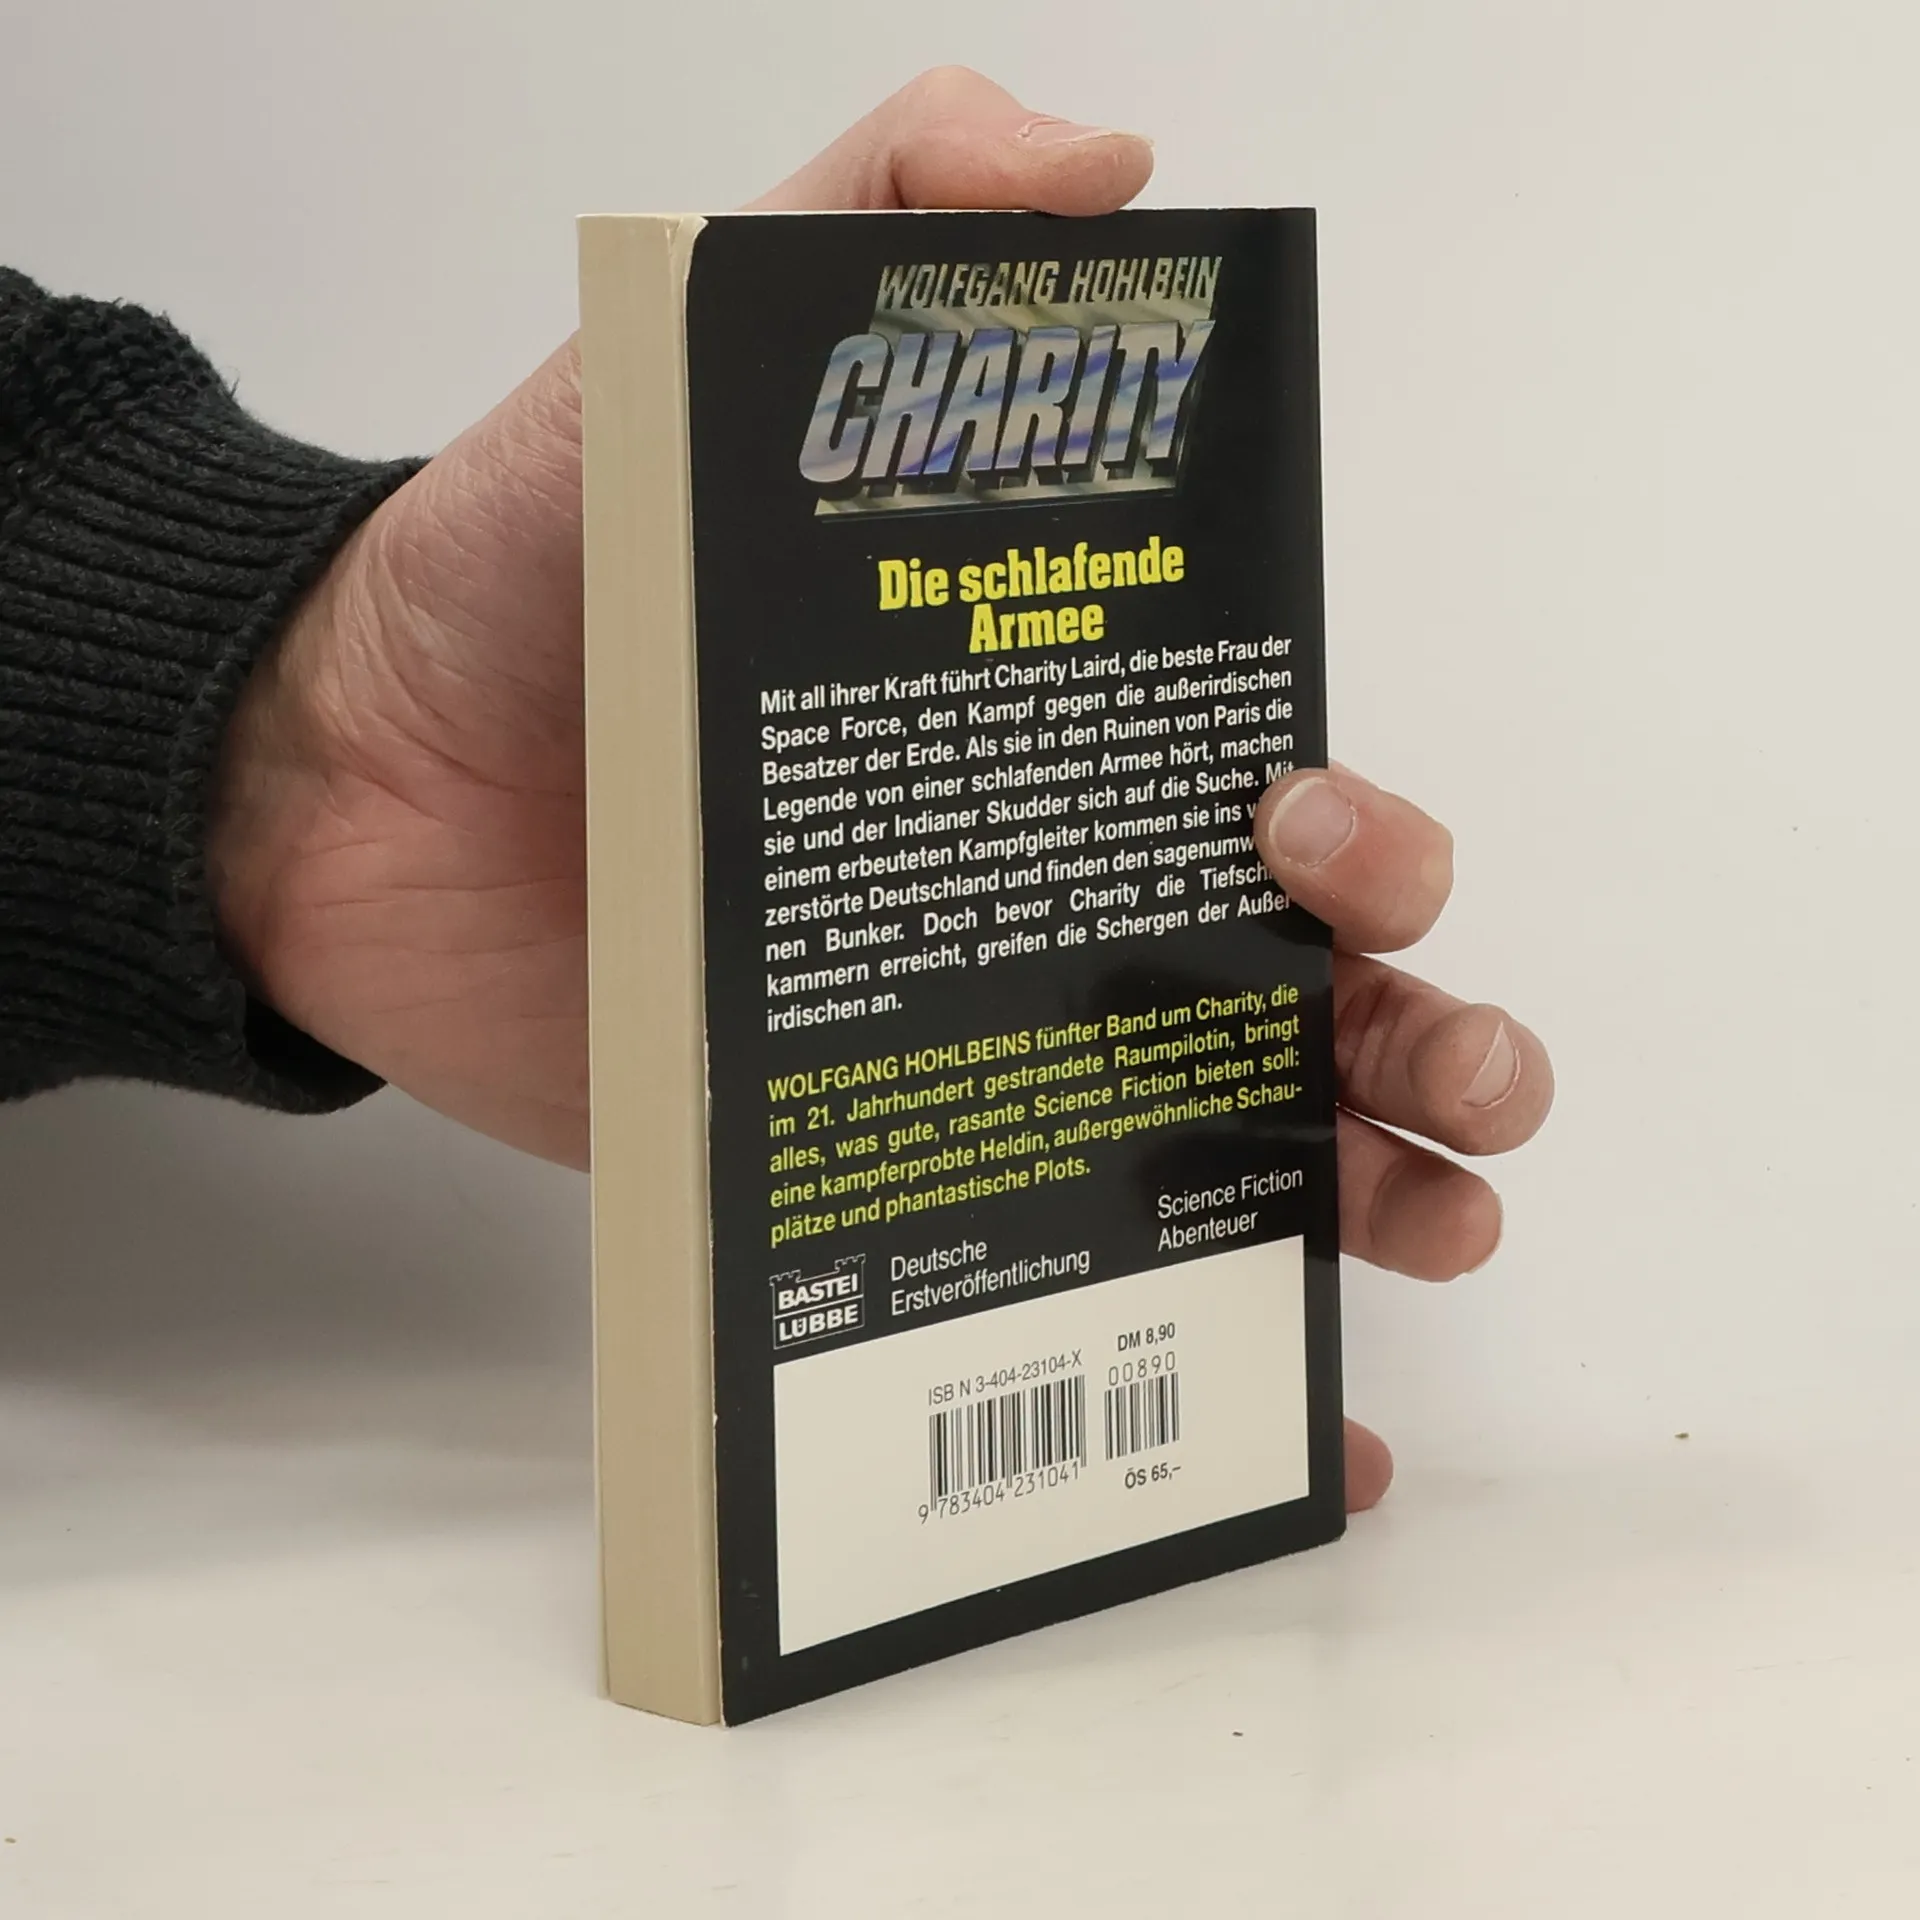 WOLFGANG HOHLBEIN
CHARITY
Die schlafende
Armee
Mit all ihrer Kraft führt Charity Laird, die beste Frau der
Space Force, den Kampf gegen die außerirdischen
Besatzer der Erde. Als sie in den Ruinen von Paris die
Legende von einer schlafenden Armee hört, machen
sie und der Indianer Skudder sich auf die Suche. Mit
einem erbeuteten Kampfgleiter kommen sie ins
zerstörte Deutschland und finden den
nen Bunker. Doch bevor Charity die
kammern erreicht, greifen die Schergen der Außer-
irdischen an.
WOLFGANG HOHLBEINS fünfter Band um Charity, die
im 21. Jahrhundert gestrandete Raumpilotin, bringt
alles, was gute, rasante Science Fiction bieten soll:
eine kampferprobte Heldin, außergewöhnliche Schau-
plätze und phantastische Plots.
BASTEI
LÜBBE
Deutsche
Erstveröffentlichung
Science Fiction
Abenteuer
ISBN 3-404-23104-X
DM 8,90
00890
9 783404 231041
ÖS 65,–